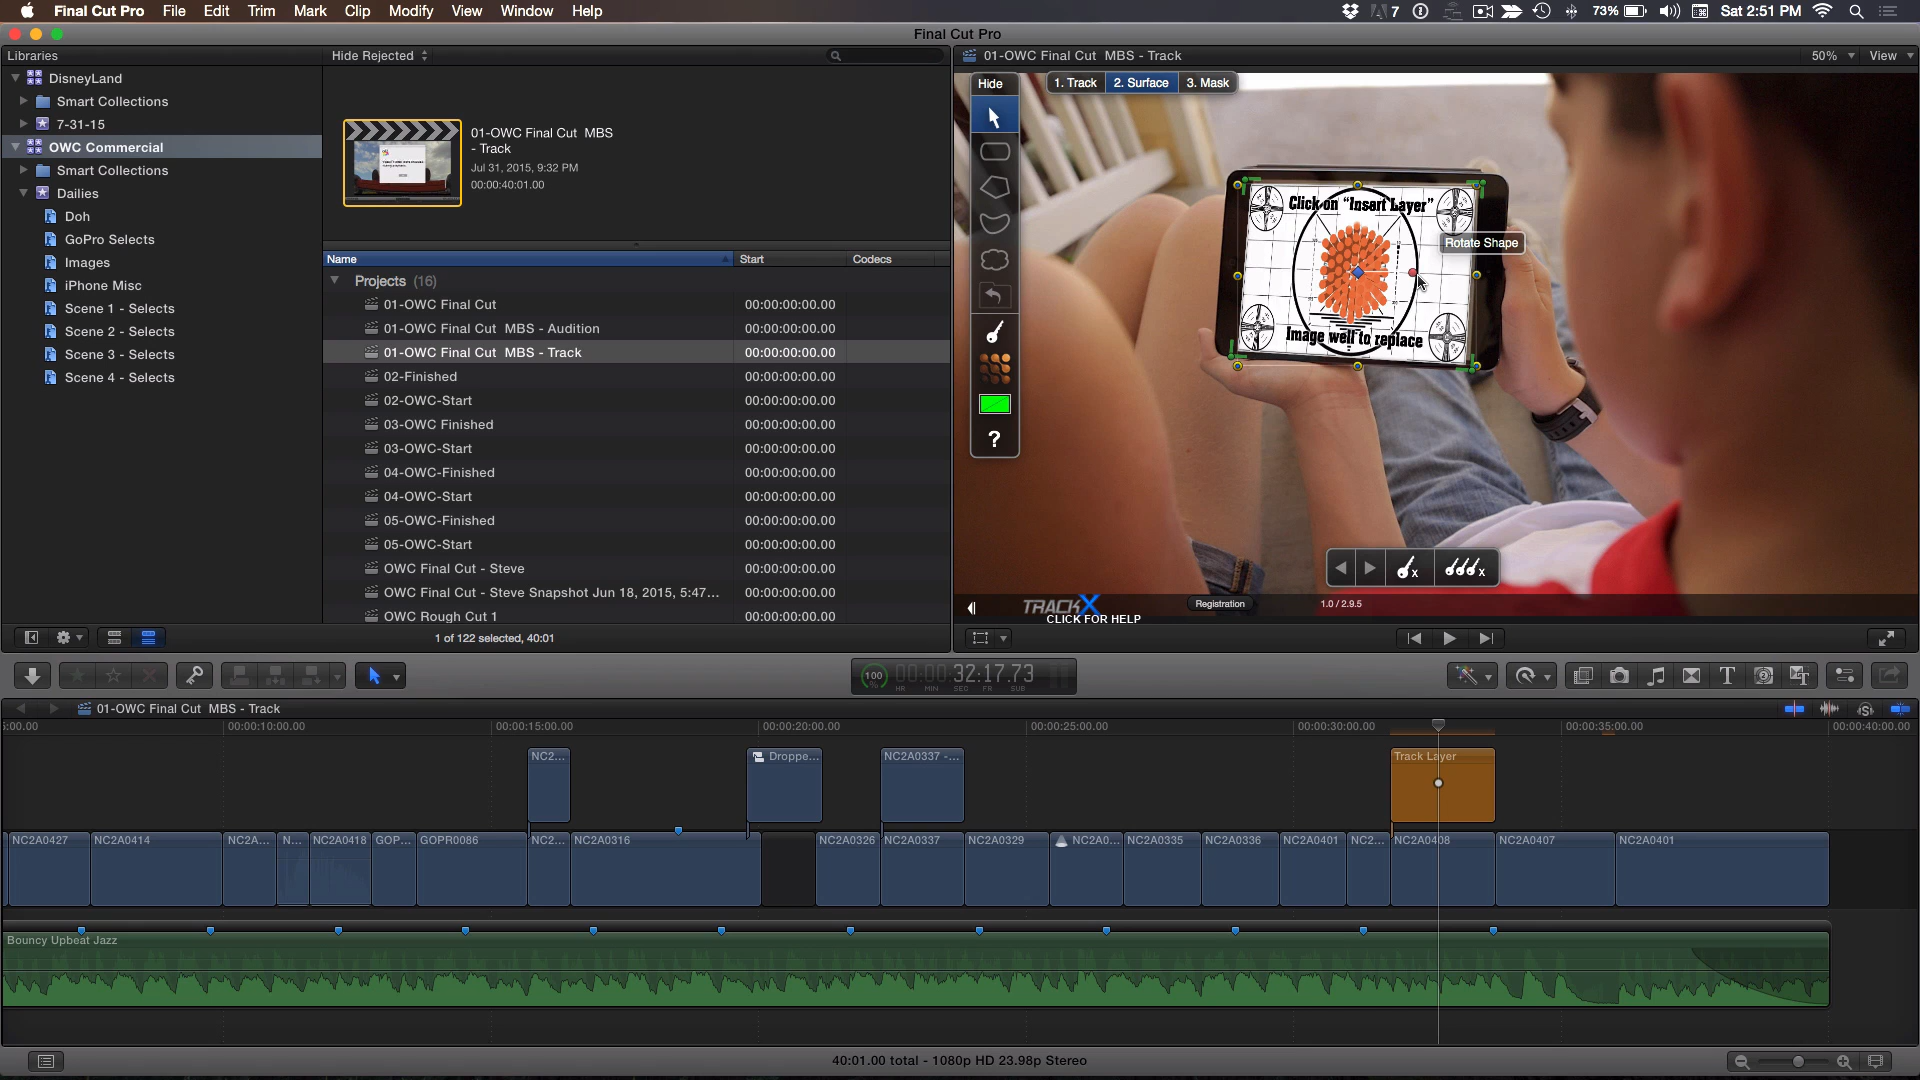 Final Cut Pro File Edit Trim Mark Clip Modify View Window Help
7 73% Sat 2:51 PM
Final Cut Pro
Libraries
DisneyLand
Smart Collections
7-31-15
OWC Commercial
Smart Collections
Dailies
Doh
GoPro Selects
Images
iPhone Misc
Scene 1 - Selects
Scene 2 - Selects
Scene 3 - Selects
Scene 4 - Selects
Hide Rejected
01-OWC Final Cut MBS
- Track
Jul 31, 2015, 9:32 PM
00:00:40:01.00
Name Start Codecs
Projects (16)
01-OWC Final Cut 00:00:00:00.00
01-OWC Final Cut MBS - Audition 00:00:00:00.00
01-OWC Final Cut MBS - Track 00:00:00:00.00
02-Finished 00:00:00:00.00
02-OWC-Start 00:00:00:00.00
03-OWC Finished 00:00:00:00.00
03-OWC-Start 00:00:00:00.00
04-OWC-Finished 00:00:00:00.00
04-OWC-Start 00:00:00:00.00
05-OWC-Finished 00:00:00:00.00
05-OWC-Start 00:00:00:00.00
OWC Final Cut - Steve 00:00:00:00.00
OWC Final Cut - Steve Snapshot Jun 18, 2015, 5:47... 00:00:00:00.00
OWC Rough Cut 1 00:00:00:00.00
1 of 122 selected, 40:01
01-OWC Final Cut MBS - Track 50% View
Hide 1. Track 2. Surface 3. Mask
Click on "Insert Layer"
Rotate Shape
Image well to replace
?
TRACKX Registration 1.0 / 2.9.5
CLICK FOR HELP
100 % 00:00:32:17.73
HR MIN SEC FR SUB
01-OWC Final Cut MBS - Track
5:00.00 00:00:10:00.00 00:00:15:00.00 00:00:20:00.00 00:00:25:00.00 00:00:30:00.00 00:00:35:00.00 00:00:40:00.00
NC2... Droppe... NC2A0337 -... Track Layer
NC2A0427 NC2A0414 NC2A... N... NC2A0418 GOP... GOPR0086 NC2... NC2A0316 NC2A0326 NC2A0337 NC2A0329 NC2A0... NC2A0335 NC2A0336 NC2A0401 NC2... NC2A0408 NC2A0407 NC2A0401
Bouncy Upbeat Jazz
40:01.00 total - 1080p HD 23.98p Stereo